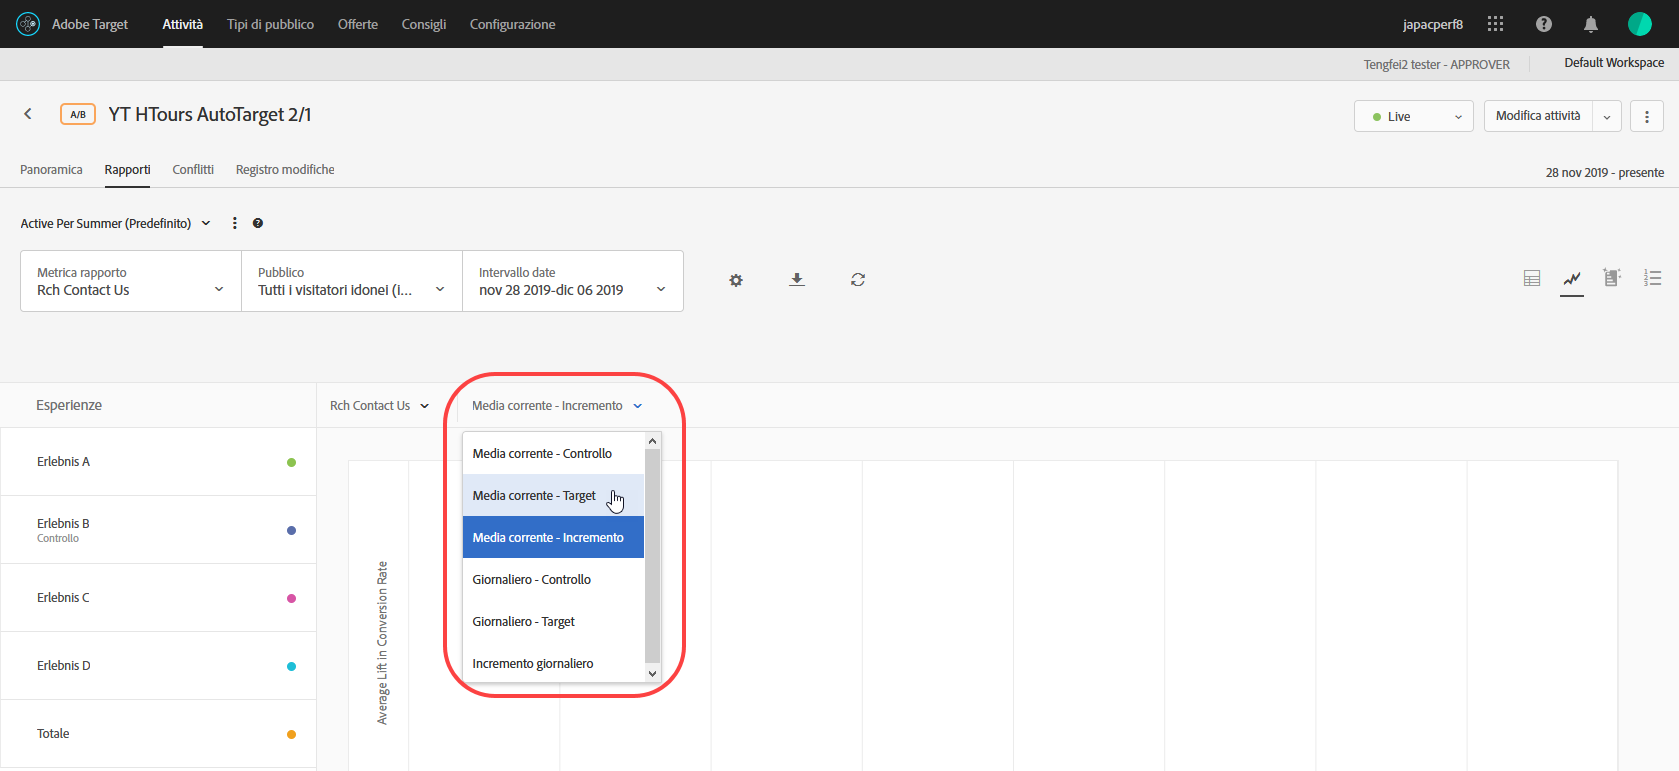 Adobe Target
Attività
Tipi di pubblico
Offerte
Consigli
Configurazione
japacperf8
Tengfei2 tester - APPROVER
Default Workspace
A/B
YT HTours AutoTarget 2/1
Live
Modifica attività
Panoramica
Rapporti
Conflitti
Registro modifiche
28 nov 2019 - presente
Active Per Summer (Predefinito)
Metrica rapporto
Rch Contact Us
Pubblico
Tutti i visitatori idonei (i...
Intervallo date
nov 28 2019-dic 06 2019
Esperienze
Rch Contact Us
Media corrente - Incremento
Media corrente - Controllo
Media corrente - Target
Media corrente - Incremento
Giornaliero - Controllo
Giornaliero - Target
Incremento giornaliero
Erlebnis A
Erlebnis B
Controllo
Erlebnis C
Erlebnis D
Totale
Average Lift in Conversion Rate